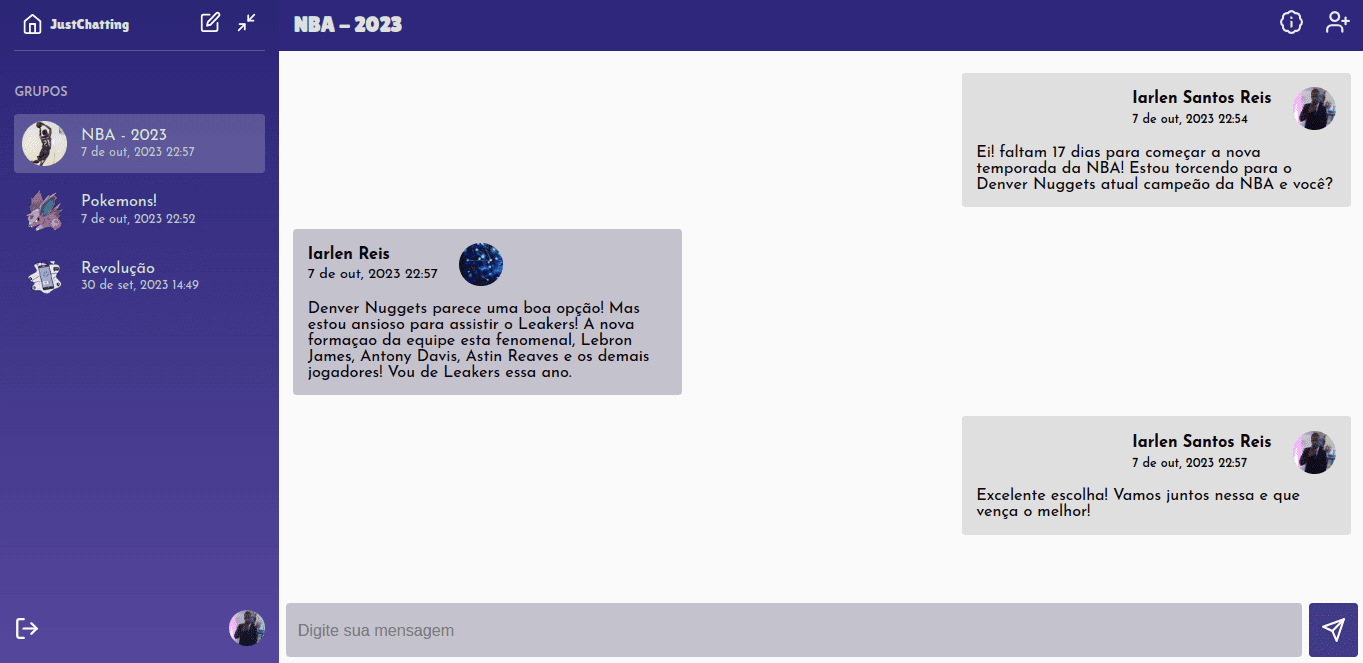 JustChatting
GRUPOS
NBA - 2023
7 de out, 2023 22:57
Pokemons!
7 de out, 2023 22:52
Revolução
30 de set, 2023 14:49
NBA - 2023
Iarlen Santos Reis
7 de out, 2023 22:54
Ei! faltam 17 dias para começar a nova
temporada da NBA! Estou torcendo para o
Denver Nuggets atual campeão da NBA e você?
Iarlen Reis
7 de out, 2023 22:57
Denver Nuggets parece uma boa opção! Mas
estou ansioso para assistir o Leakers! A nova
formaçao da equipe esta fenomenal, Lebron
James, Antony Davis, Astin Reaves e os demais
jogadores! Vou de Leakers essa ano.
Iarlen Santos Reis
7 de out, 2023 22:57
Excelente escolha! Vamos juntos nessa e que
vença o melhor!
Digite sua mensagem